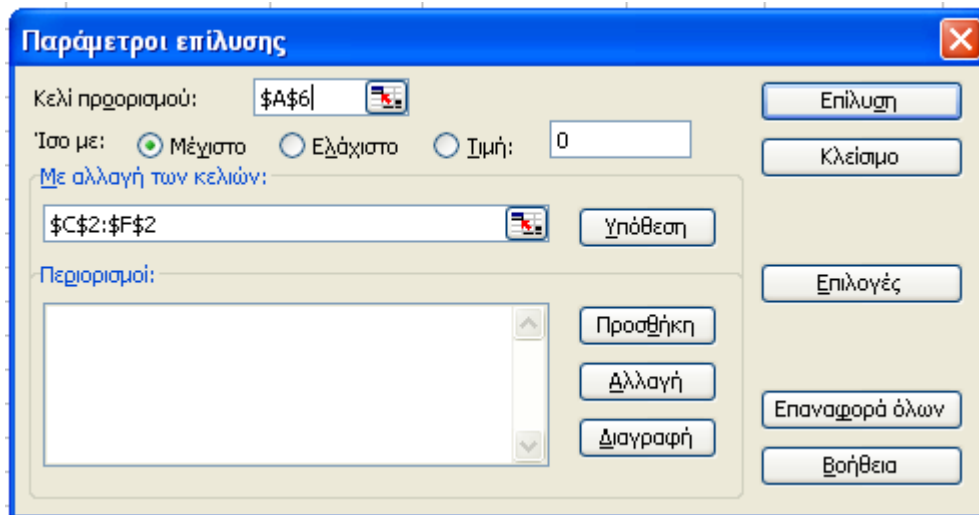 Παράμετροι επίλυσης
Κελί προορισμού: $A$6 Επίλυση
Ίσο με: Μέγιστο Ελάχιστο Τιμή: 0 Κλείσιμο
Με αλλαγή των κελιών:
$C$2:$F$2 Υπόθεση
Περιορισμοί: Επιλογές
Προσθήκη
Αλλαγή
Επαναφορά όλων
Διαγραφή
Βοήθεια